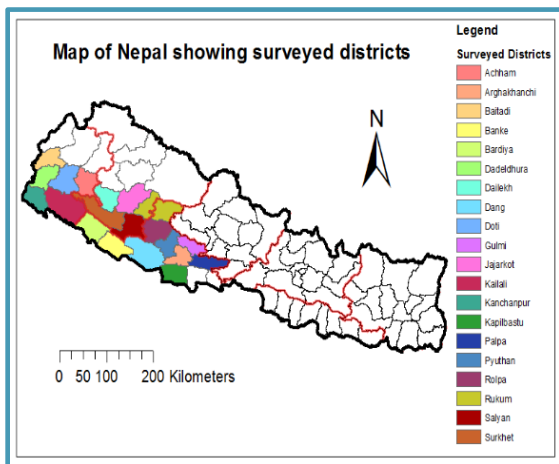 Map of Nepal showing surveyed districts
N
0 50 100 200 Kilometers
Legend
Surveyed Districts
Achham
Arghakhanchi
Baitadi
Banke
Bardiya
Dadeldhura
Dailekh
Dang
Doti
Gulmi
Jajarkot
Kailali
Kanchanpur
Kapilbastu
Palpa
Pyuthan
Rolpa
Rukum
Salyan
Surkhet